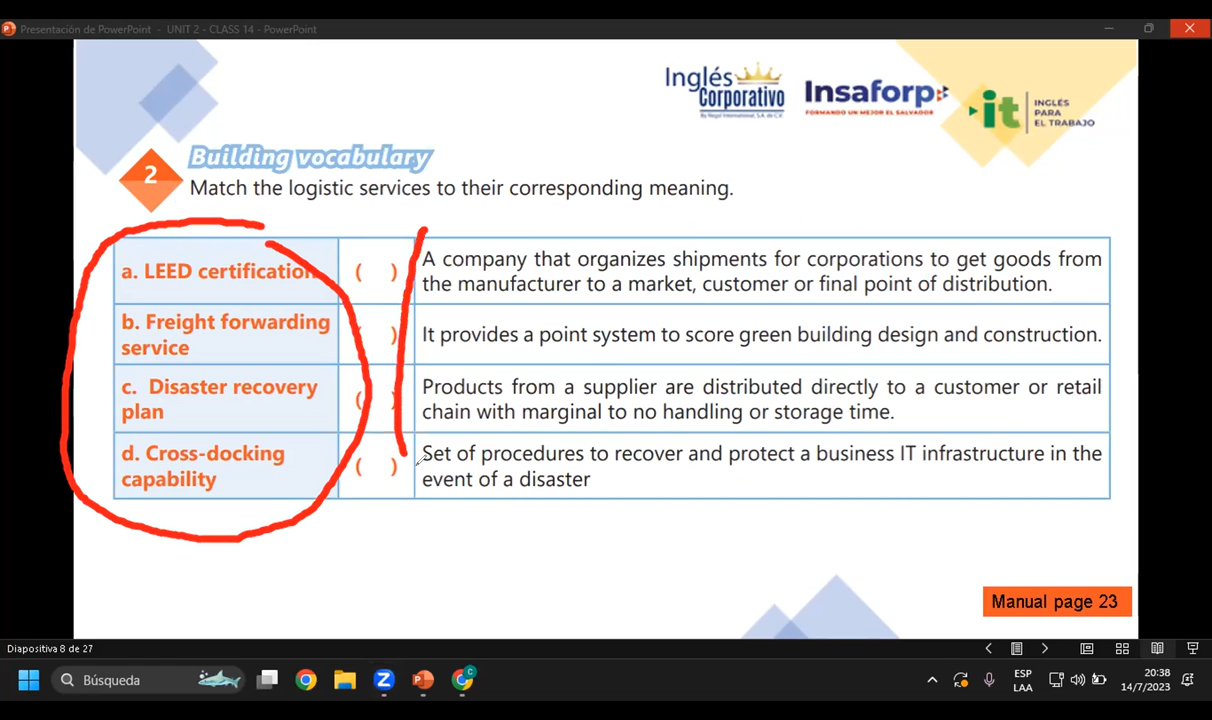 Presentación de PowerPoint - UNIT 2 - CLASS 14 - PowerPoint
Inglés
Corporativo
By Regal International, S.A. de C.V.
Insaforp
FORMANDO UN MEJOR EL SALVADOR
it
INGLÉS
PARA
EL TRABAJO
2
Building vocabulary
Match the logistic services to their corresponding meaning.
a. LEED certification
( )
A company that organizes shipments for corporations to get goods from
the manufacturer to a market, customer or final point of distribution.
b. Freight forwarding
service
( )
It provides a point system to score green building design and construction.
c. Disaster recovery
plan
( )
Products from a supplier are distributed directly to a customer or retail
chain with marginal to no handling or storage time.
d. Cross-docking
capability
( )
Set of procedures to recover and protect a business IT infrastructure in the
event of a disaster
Manual page 23
Diapositiva 8 de 27
Búsqueda
C
ESP
LAA
20:38
14/7/2023